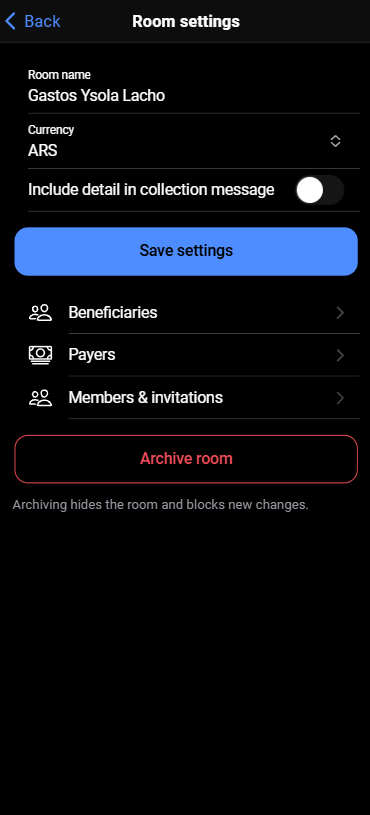 Back
Room settings
Room name
Gastos Ysola Lacho
Currency
ARS
Include detail in collection message
Save settings
Beneficiaries
Payers
Members & invitations
Archive room
Archiving hides the room and blocks new changes.